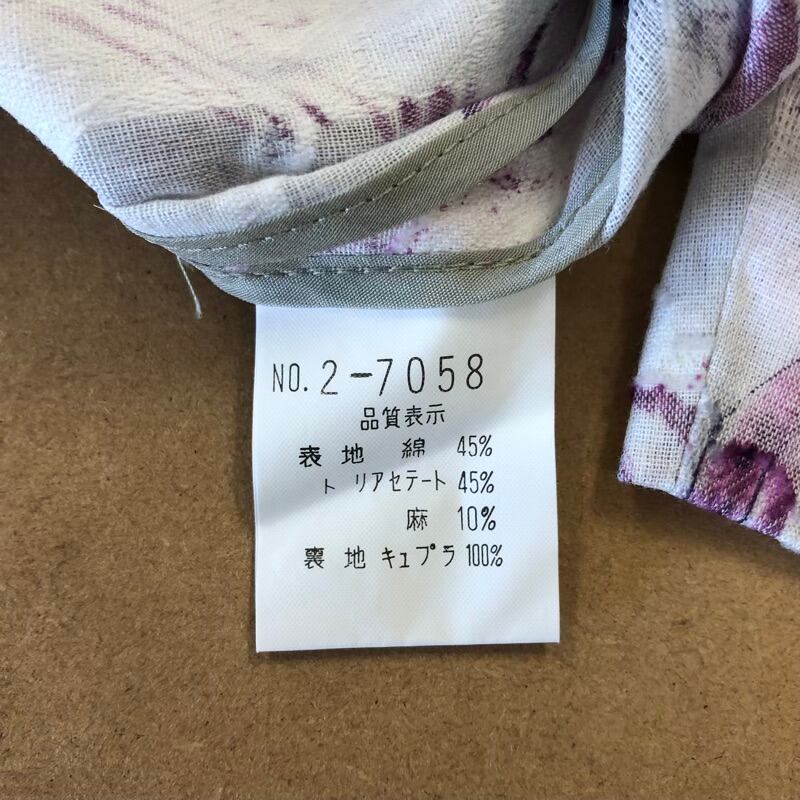 NO. 2-7058
品質表示
表地 綿 45%
トリアセテート 45%
麻 10%
裏地 キュプラ 100%